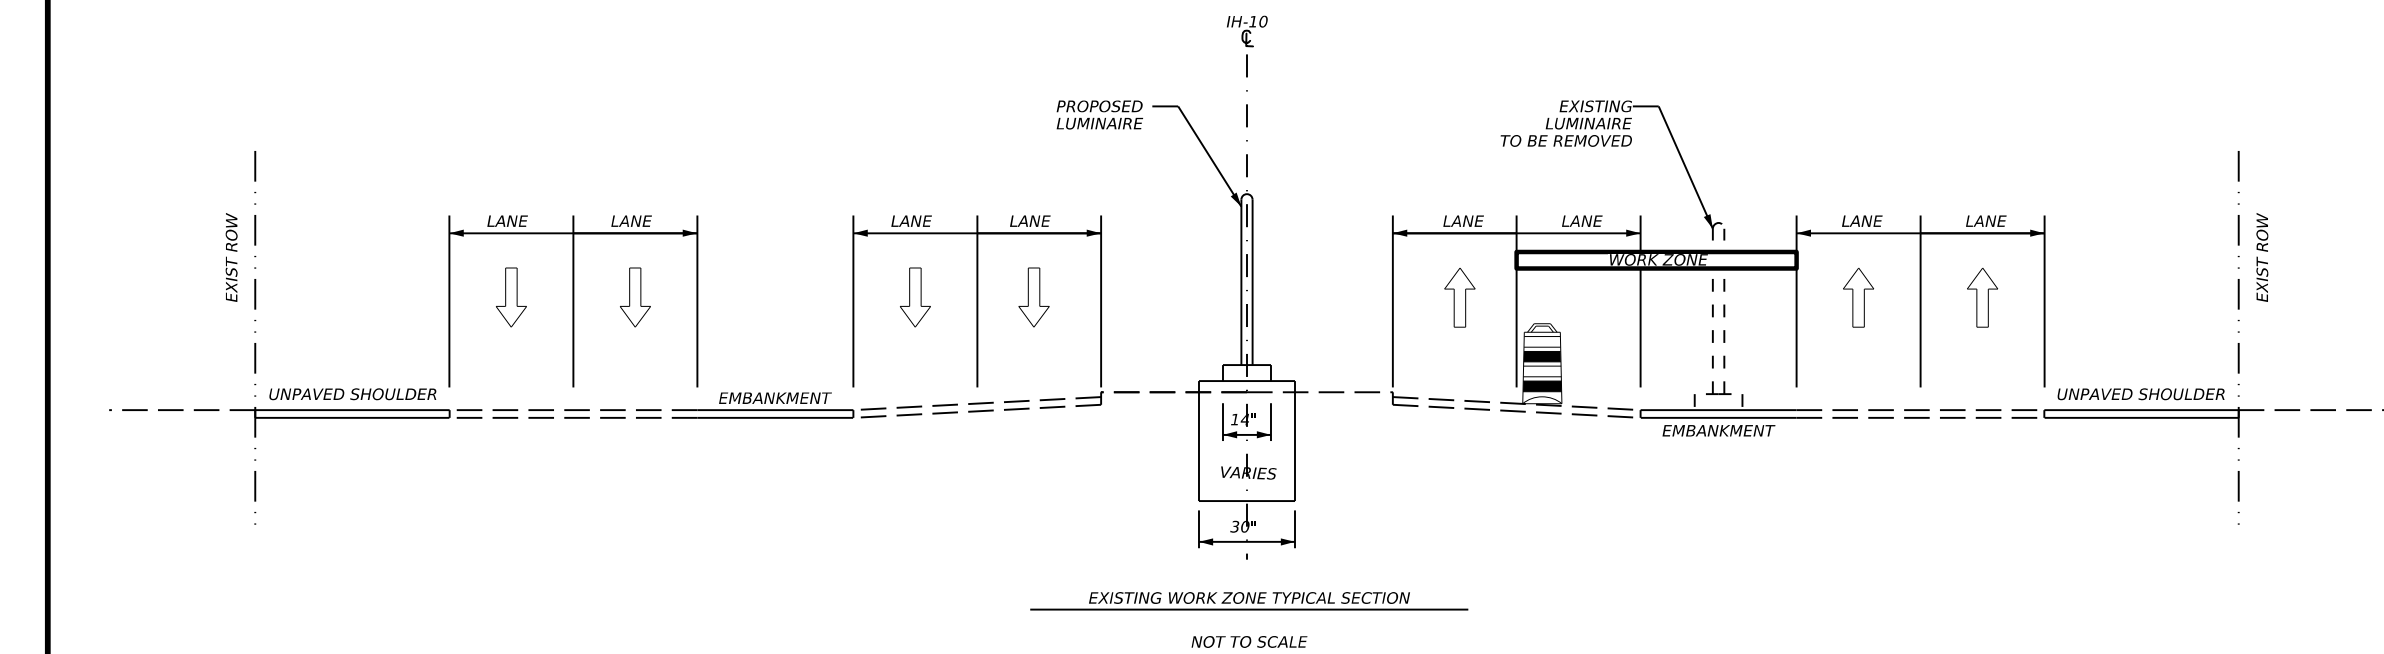 IH-10
℄
PROPOSED
LUMINAIRE
EXISTING
LUMINAIRE
TO BE REMOVED
EXIST ROW
LANE
LANE
LANE
LANE
LANE
LANE
LANE
LANE
EXIST ROW
WORK ZONE
UNPAVED SHOULDER
EMBANKMENT
UNPAVED SHOULDER
14"
EMBANKMENT
VARIES
30"
EXISTING WORK ZONE TYPICAL SECTION
NOT TO SCALE